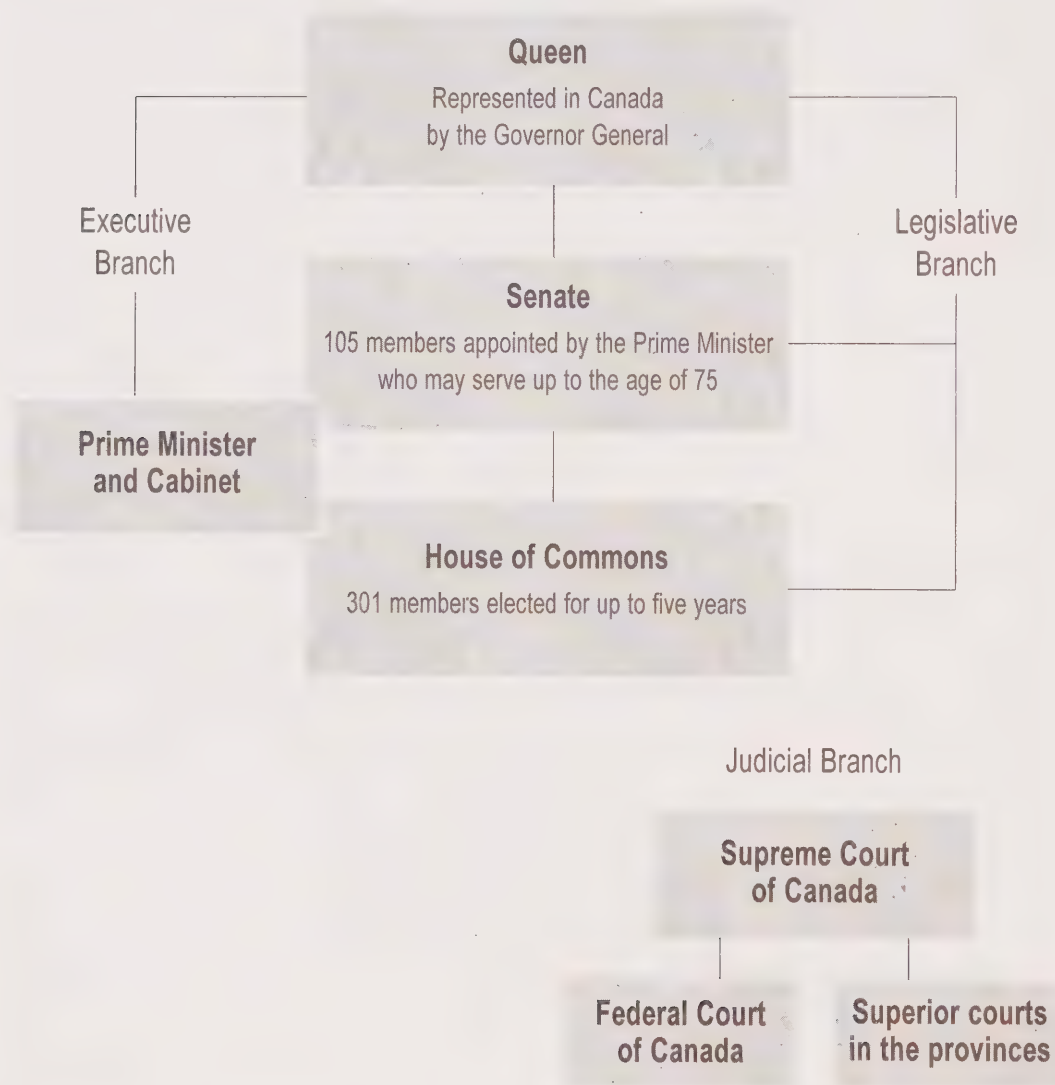 Queen
Represented in Canada
by the Governor General
Executive
Branch
Legislative
Branch
Senate
105 members appointed by the Prime Minister
who may serve up to the age of 75
Prime Minister
and Cabinet
House of Commons
301 members elected for up to five years
Judicial Branch
Supreme Court
of Canada
Federal Court
of Canada
Superior courts
in the provinces